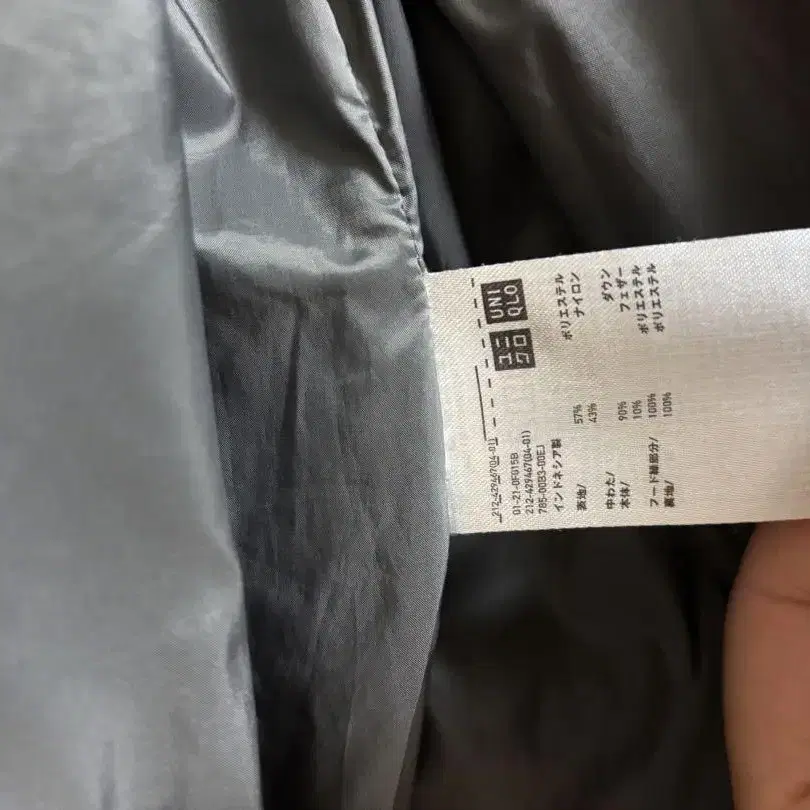 212-429467(04-01)
ユニクロ UNIQLO
01-21-0F015B
212-429467(04-01)
785-0083-00EJ
インドネシア製
表地/ 57% ポリエステル
43% ナイロン
中わた/
本体/ 90% ダウン
10% フェザー
フード縁部分/ 100% ポリエステル
裏地/ 100% ポリエステル